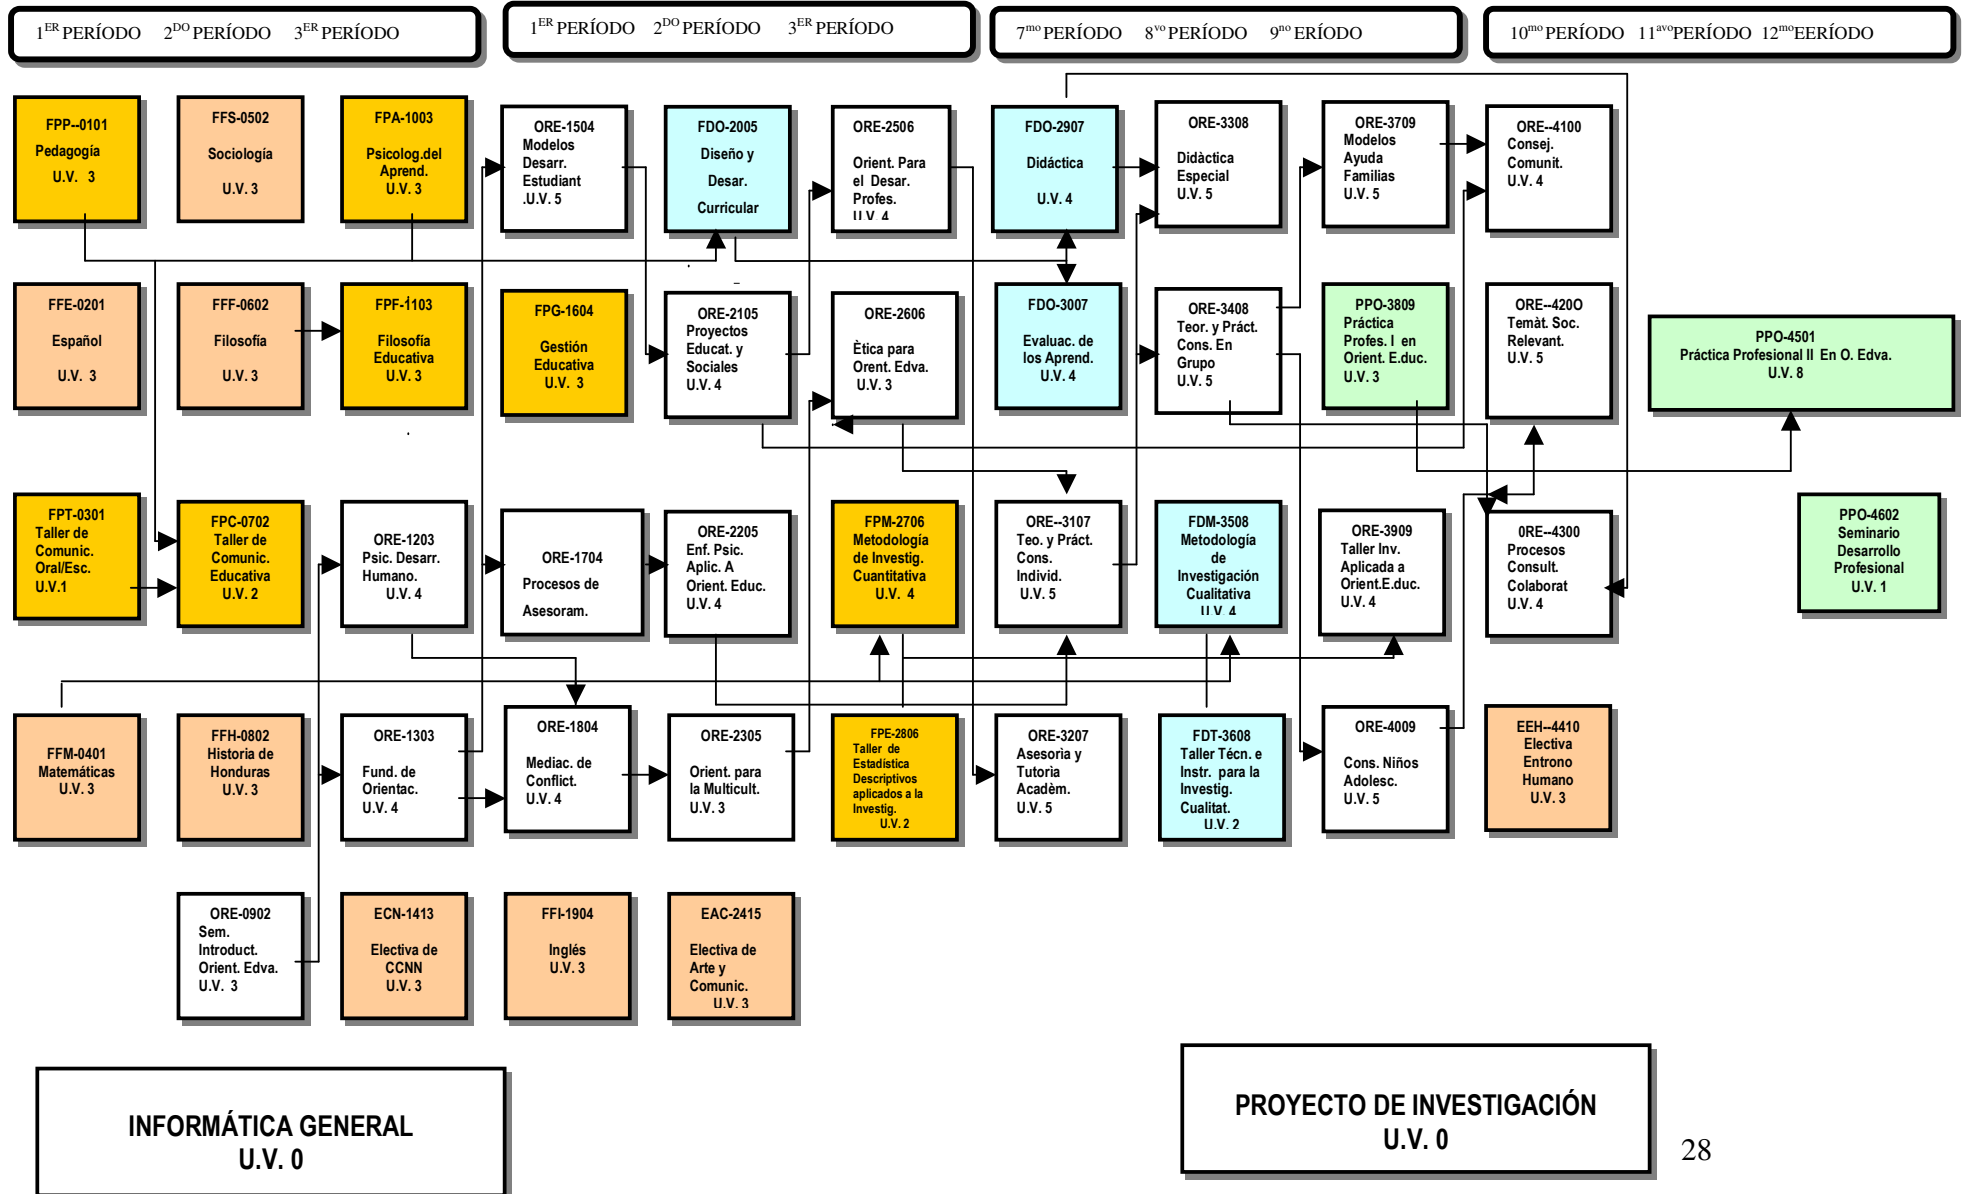 1ER PERÍODO 2DO PERÍODO 3ER PERÍODO
1ER PERÍODO 2DO PERÍODO 3ER PERÍODO
7mo PERÍODO 8vo PERÍODO 9no ERÍODO
10mo PERÍODO 11avoPERÍODO 12moEERÍODO
FPP--0101
Pedagogía
U.V. 3
FFS-0502
Sociología
U.V. 3
FPA-1003
Psicolog.del
Aprend.
U.V. 3
ORE-1504
Modelos
Desarr.
Estudiant
.U.V. 5
FDO-2005
Diseño y
Desar.
Curricular
ORE-2506
Orient. Para
el Desar.
Profes.
U.V. 4
FDO-2907
Didáctica
U.V. 4
ORE-3308
Didàctica
Especial
U.V. 5
ORE-3709
Modelos
Ayuda
Familias
U.V. 5
ORE--4100
Consej.
Comunit.
U.V. 4
FFE-0201
Español
U.V. 3
FFF-0602
Filosofía
U.V. 3
FPF-1103
Filosofía
Educativa
U.V. 3
FPG-1604
Gestión
Educativa
U.V. 3
ORE-2105
Proyectos
Educat. y
Sociales
U.V. 4
ORE-2606
Ètica para
Orent. Edva.
U.V. 3
FDO-3007
Evaluac. de
los Aprend.
U.V. 4
ORE-3408
Teor. y Práct.
Cons. En
Grupo
U.V. 5
PPO-3809
Práctica
Profes. I en
Orient. E.duc.
U.V. 3
ORE--420O
Temàt. Soc.
Relevant.
U.V. 5
PPO-4501
Práctica Profesional II En O. Edva.
U.V. 8
FPT-0301
Taller de
Comunic.
Oral/Esc.
U.V.1
FPC-0702
Taller de
Comunic.
Educativa
U.V. 2
ORE-1203
Psic. Desarr.
Humano.
U.V. 4
ORE-1704
Procesos de
Asesoram.
ORE-2205
Enf. Psic.
Aplic. A
Orient. Educ.
U.V. 4
FPM-2706
Metodología
de Investig.
Cuantitativa
U.V. 4
ORE--3107
Teo. y Práct.
Cons.
Individ.
U.V. 5
FDM-3508
Metodología
de
Investigación
Cualitativa
U.V. 4
ORE-3909
Taller Inv.
Aplicada a
Orient.E.duc.
U.V. 4
0RE--4300
Procesos
Consult.
Colaborat
U.V. 4
PPO-4602
Seminario
Desarrollo
Profesional
U.V. 1
FFM-0401
Matemáticas
U.V. 3
FFH-0802
Historia de
Honduras
U.V. 3
ORE-1303
Fund. de
Orientac.
U.V. 4
ORE-1804
Mediac. de
Conflict.
U.V. 4
ORE-2305
Orient. para
la Multicult.
U.V. 3
FPE-2806
Taller de
Estadística
Descriptivos
aplicados a la
Investig.
U.V. 2
ORE-3207
Asesoria y
Tutoria
Acadèm.
U.V. 5
FDT-3608
Taller Técn. e
Instr. para la
Investig.
Cualitat.
U.V. 2
ORE-4009
Cons. Niños
Adolesc.
U.V. 5
EEH--4410
Electiva
Entrono
Humano
U.V. 3
ORE-0902
Sem.
Introduct.
Orient. Edva.
U.V. 3
ECN-1413
Electiva de
CCNN
U.V. 3
FFI-1904
Inglés
U.V. 3
EAC-2415
Electiva de
Arte y
Comunic.
U.V. 3
INFORMÁTICA GENERAL
U.V. 0
PROYECTO DE INVESTIGACIÓN
U.V. 0
28